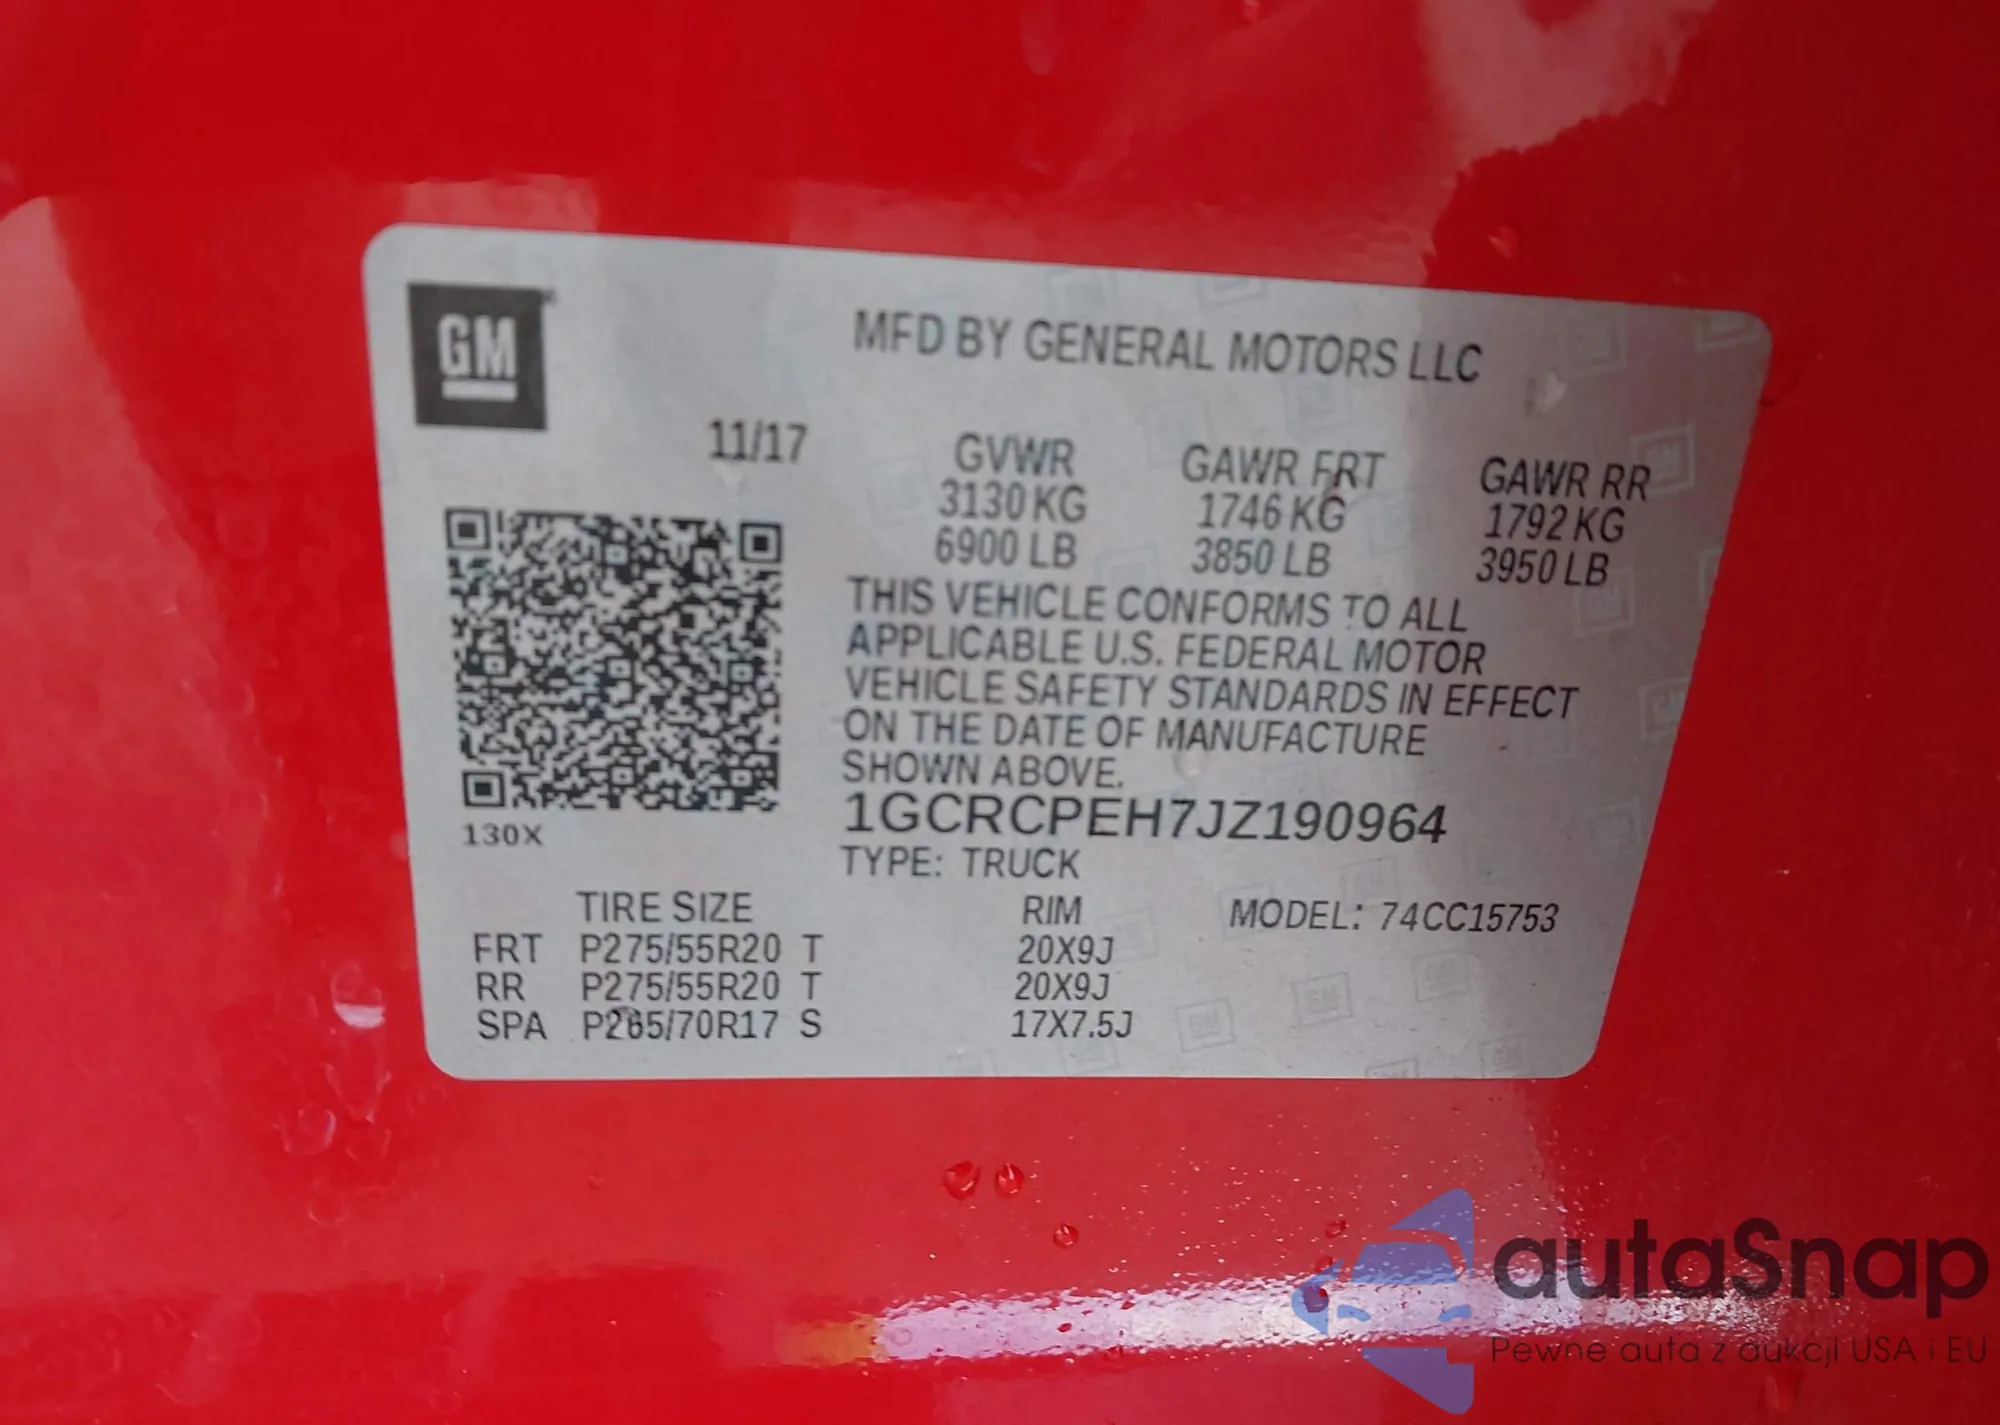 GM
MFD BY GENERAL MOTORS LLC
11/17
GVWR GAWR FRT GAWR RR
3130 KG 1746 KG 1792 KG
6900 LB 3850 LB 3950 LB
THIS VEHICLE CONFORMS TO ALL
APPLICABLE U.S. FEDERAL MOTOR
VEHICLE SAFETY STANDARDS IN EFFECT
ON THE DATE OF MANUFACTURE
SHOWN ABOVE.
1GCRCPEH7JZ190964
130X
TYPE: TRUCK
TIRE SIZE RIM MODEL: 74CC15753
FRT P275/55R20 T 20X9J
RR P275/55R20 T 20X9J
SPA P265/70R17 S 17X7.5J
autaSnap
Pewne auta z aukcji USA i EU